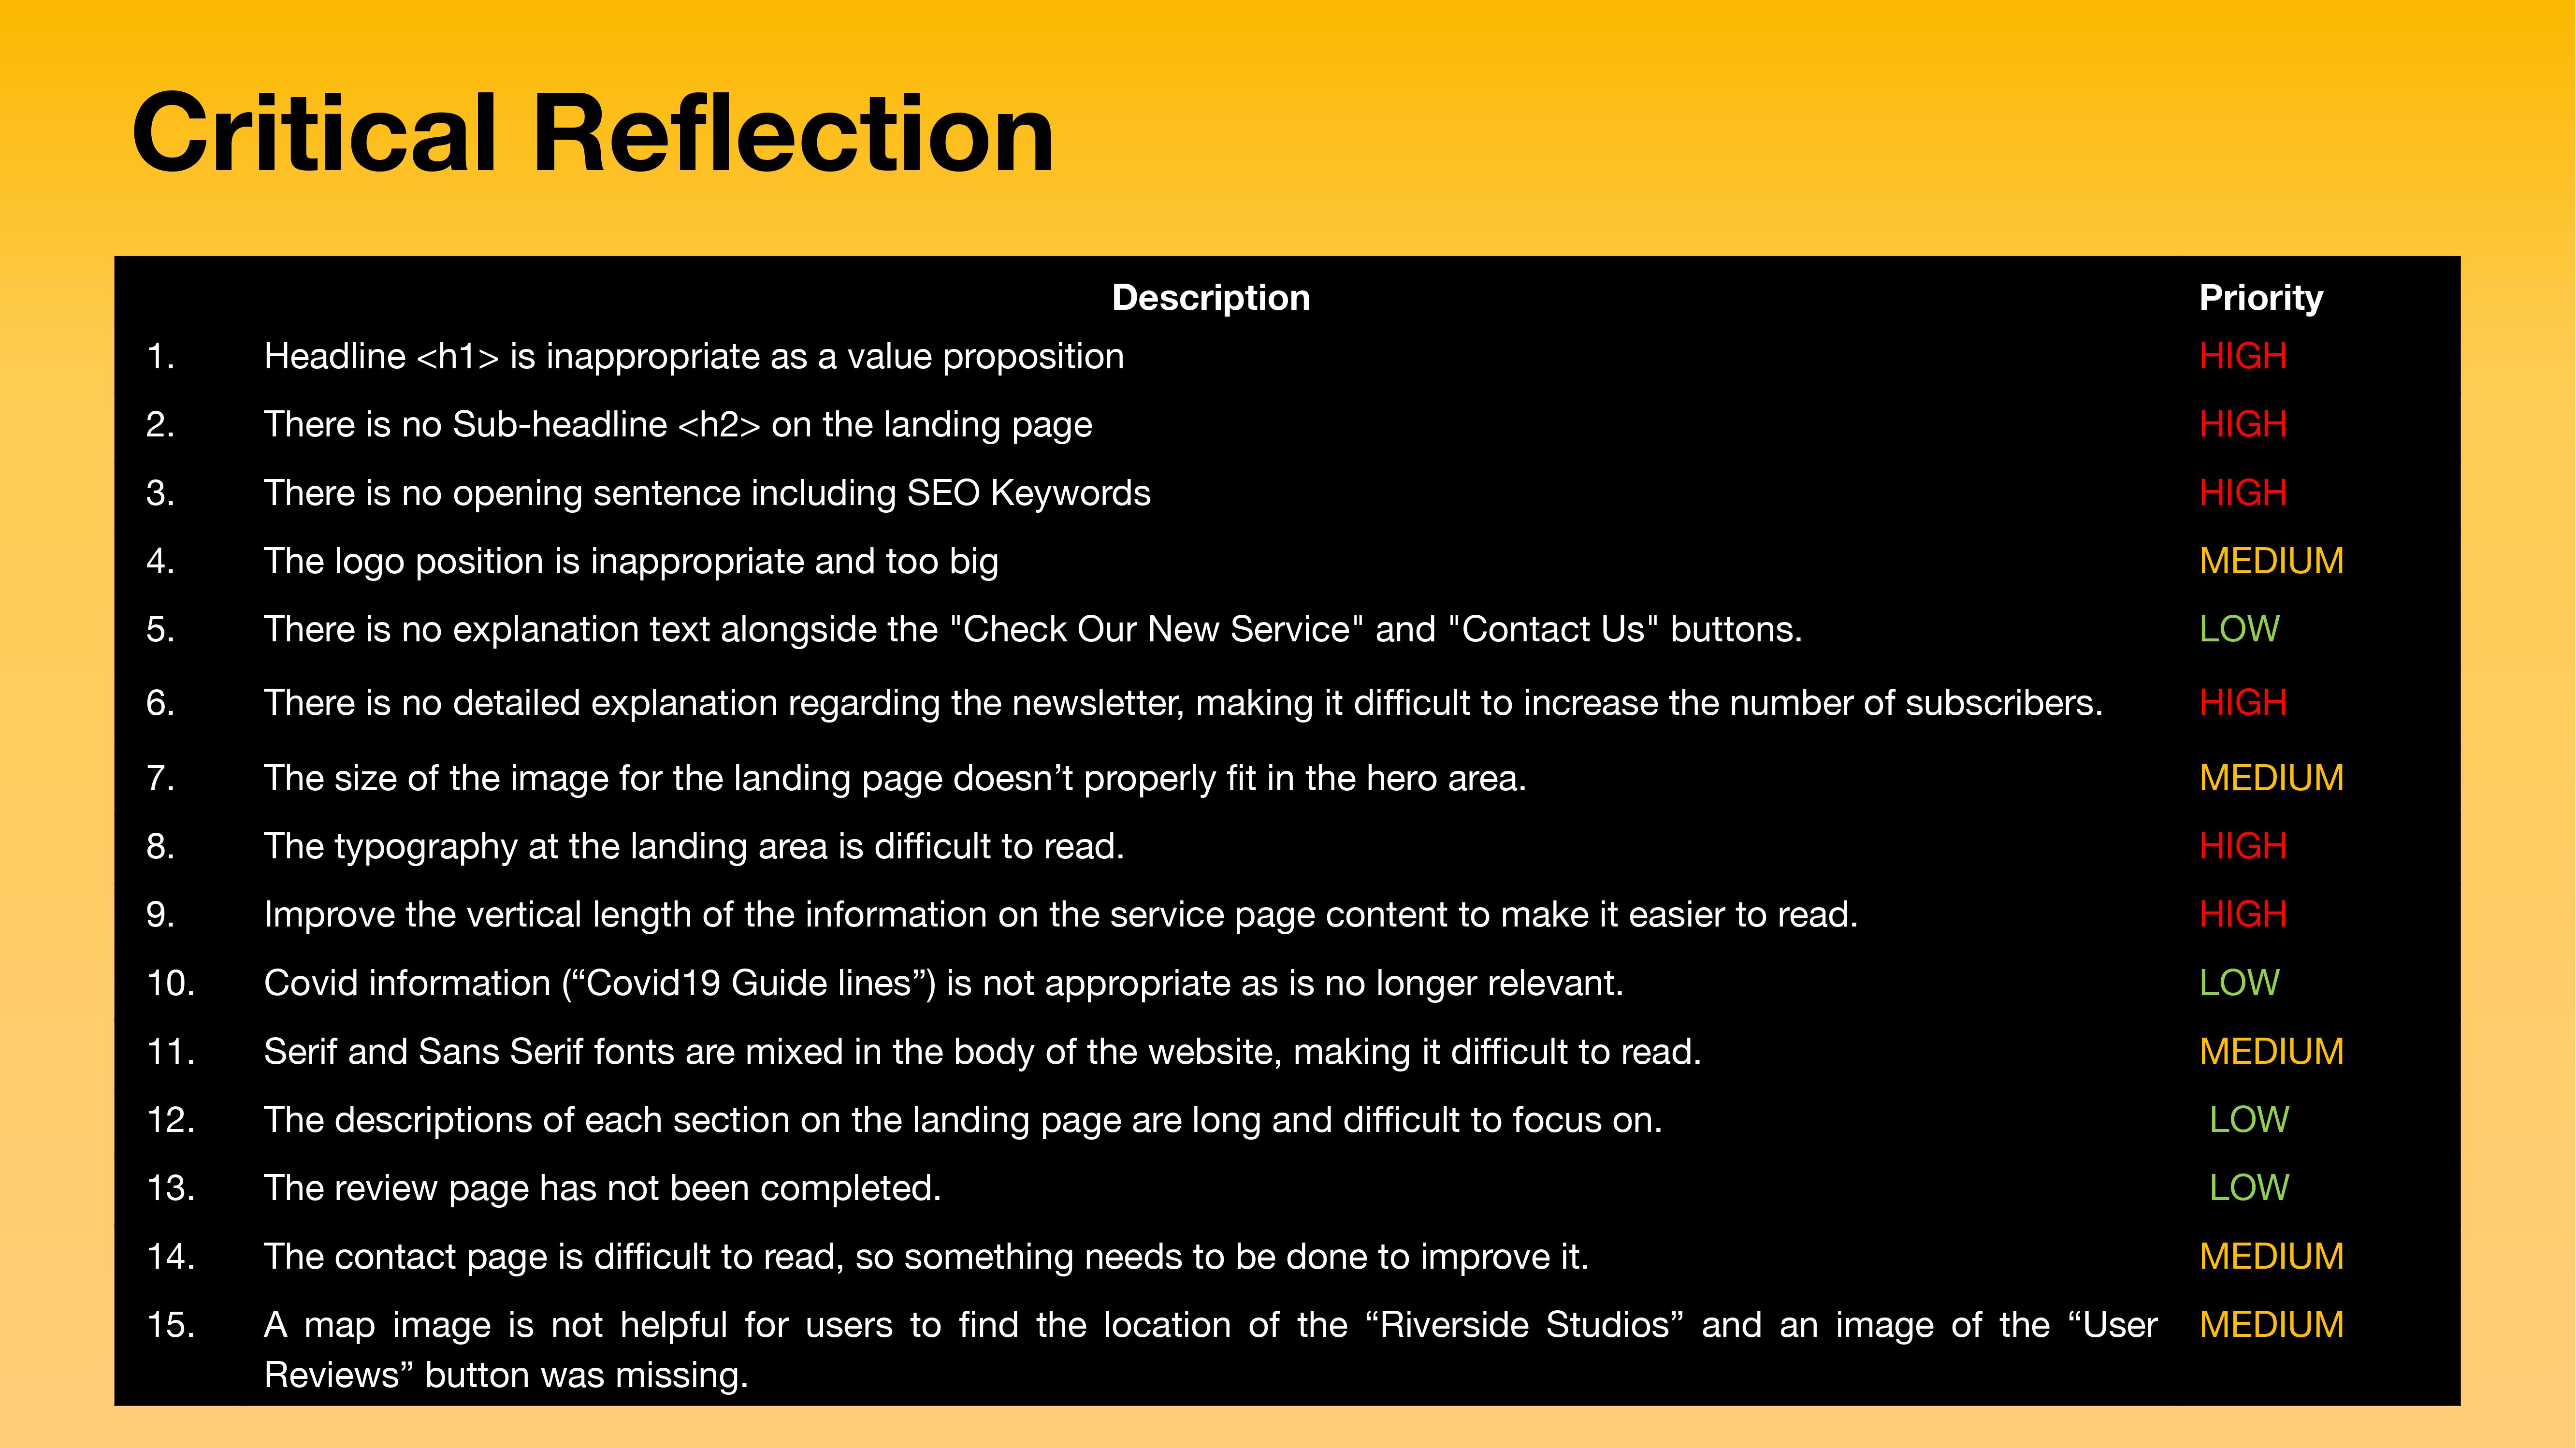 Critical Reflection
Description Priority
1. Headline <h1> is inappropriate as a value proposition HIGH
2. There is no Sub-headline <h2> on the landing page HIGH
3. There is no opening sentence including SEO Keywords HIGH
4. The logo position is inappropriate and too big MEDIUM
5. There is no explanation text alongside the "Check Our New Service" and "Contact Us" buttons. LOW
6. There is no detailed explanation regarding the newsletter, making it difficult to increase the number of subscribers. HIGH
7. The size of the image for the landing page doesn’t properly fit in the hero area. MEDIUM
8. The typography at the landing area is difficult to read. HIGH
9. Improve the vertical length of the information on the service page content to make it easier to read. HIGH
10. Covid information (“Covid19 Guide lines”) is not appropriate as is no longer relevant. LOW
11. Serif and Sans Serif fonts are mixed in the body of the website, making it difficult to read. MEDIUM
12. The descriptions of each section on the landing page are long and difficult to focus on. LOW
13. The review page has not been completed. LOW
14. The contact page is difficult to read, so something needs to be done to improve it. MEDIUM
15. A map image is not helpful for users to find the location of the “Riverside Studios” and an image of the “User MEDIUM
Reviews” button was missing.